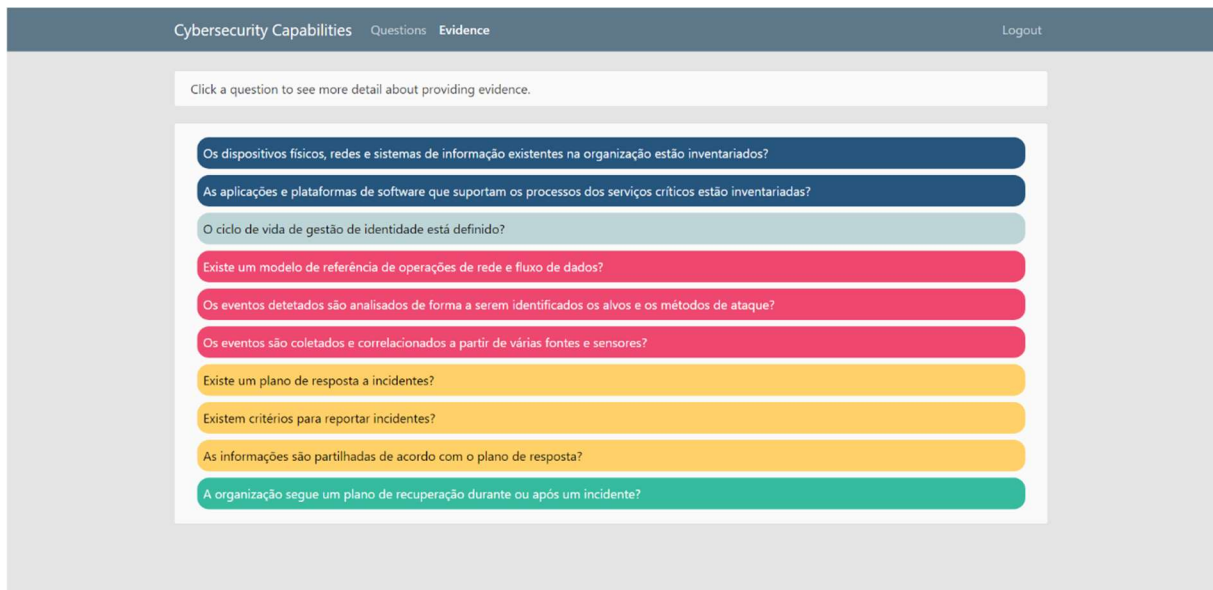 Cybersecurity Capabilities Questions Evidence Logout
Click a question to see more detail about providing evidence.
Os dispositivos físicos, redes e sistemas de informação existentes na organização estão inventariados?
As aplicações e plataformas de software que suportam os processos dos serviços críticos estão inventariadas?
O ciclo de vida de gestão de identidade está definido?
Existe um modelo de referência de operações de rede e fluxo de dados?
Os eventos detetados são analisados de forma a serem identificados os alvos e os métodos de ataque?
Os eventos são coletados e correlacionados a partir de várias fontes e sensores?
Existe um plano de resposta a incidentes?
Existem critérios para reportar incidentes?
As informações são partilhadas de acordo com o plano de resposta?
A organização segue um plano de recuperação durante ou após um incidente?